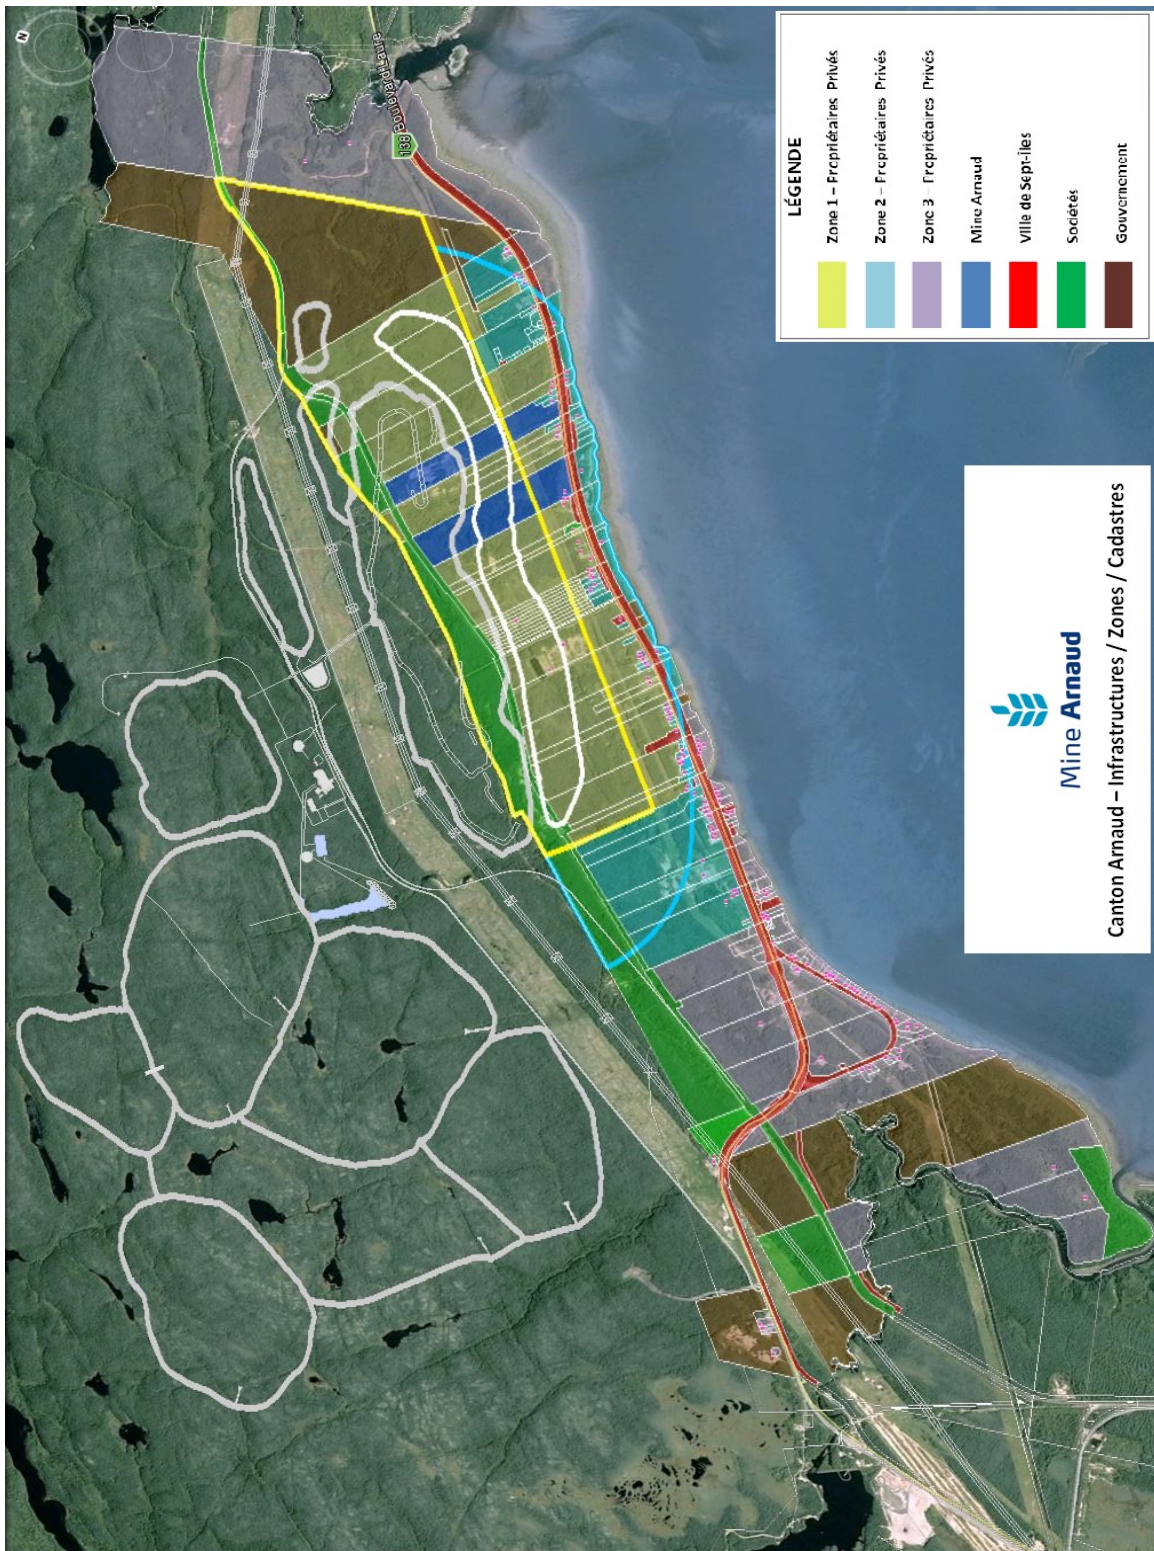 N
138 Boulevard Laure
LÉGENDE
Zone 1 – Propriétaires Privés
Zone 2 – Propriétaires Privés
Zone 3 – Propriétaires Privés
Mine Arnaud
Ville de Sept-Îles
Sociétés
Gouvernement
Mine Arnaud
Canton Arnaud – Infrastructures / Zones / Cadastres